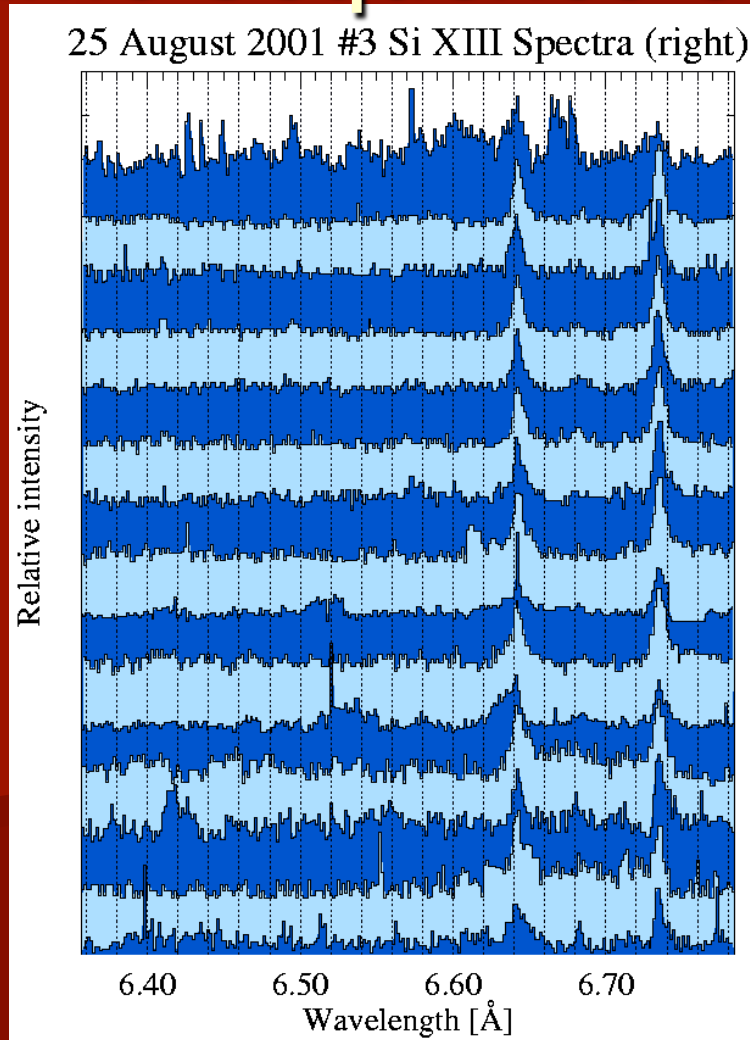 25 August 2001 #3 Si XIII Spectra (right)
Relative intensity
6.40 6.50 6.60 6.70
Wavelength [Å]